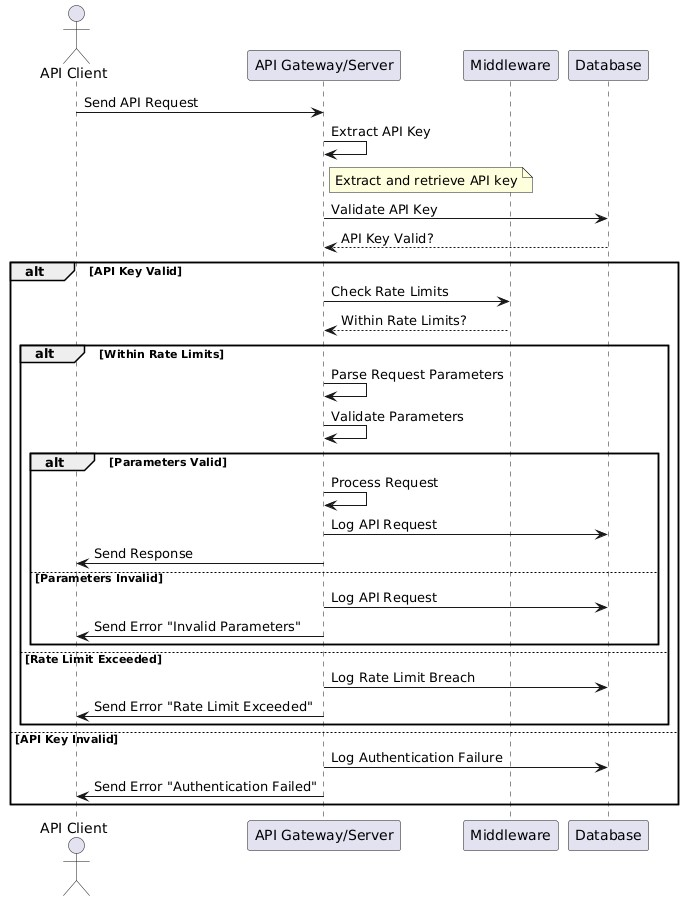 API Client
API Gateway/Server
Middleware
Database
Send API Request
Extract API Key
Extract and retrieve API key
Validate API Key
API Key Valid?
alt [API Key Valid]
Check Rate Limits
Within Rate Limits?
alt [Within Rate Limits]
Parse Request Parameters
Validate Parameters
alt [Parameters Valid]
Process Request
Log API Request
Send Response
[Parameters Invalid]
Log API Request
Send Error "Invalid Parameters"
[Rate Limit Exceeded]
Log Rate Limit Breach
Send Error "Rate Limit Exceeded"
[API Key Invalid]
Log Authentication Failure
Send Error "Authentication Failed"
API Client
API Gateway/Server
Middleware
Database